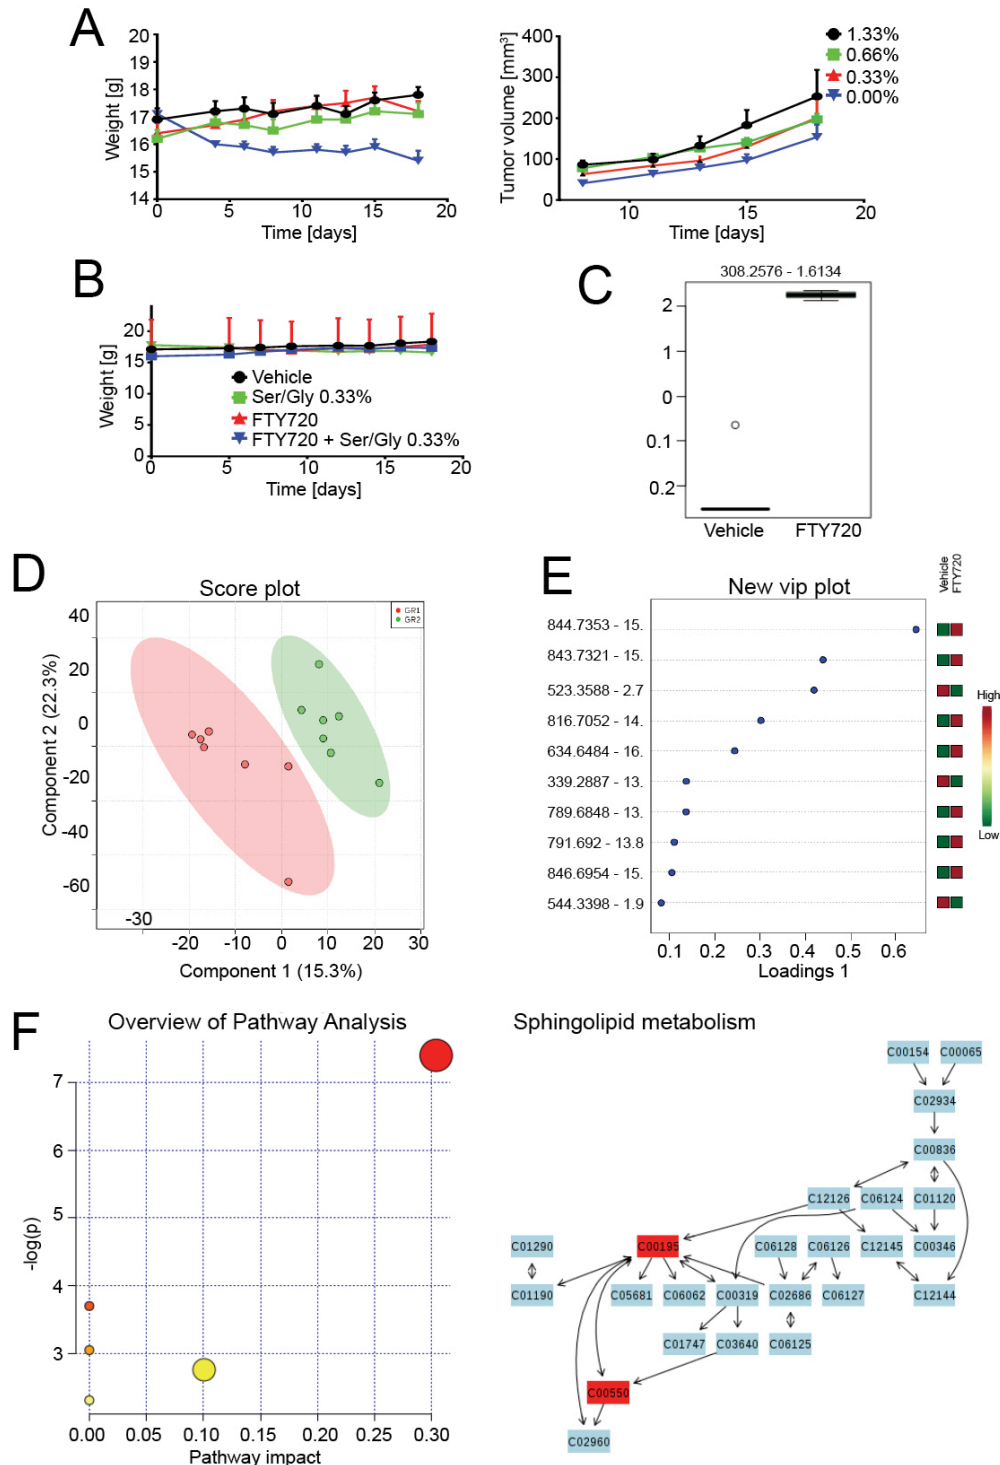 A
20
19
18
17
16
15
14
Weight [g]
0
5
10
15
20
Time [days]
400
300
200
100
0
Tumor volume [mm³]
10
15
20
Time [days]
1.33%
0.66%
0.33%
0.00%
B
20
15
10
5
0
Weight [g]
Vehicle
Ser/Gly 0.33%
FTY720
FTY720 + Ser/Gly 0.33%
0
5
10
15
20
Time [days]
C
308.2576 - 1.6134
2
1
0
0.1
0.2
Vehicle
FTY720
D
Score plot
GR1
GR2
40
20
0
-20
-40
-60
Component 2 (22.3%)
-30
-20
-10
0
10
20
30
Component 1 (15.3%)
E
New vip plot
Vehicle
FTY720
844.7353 - 15.
843.7321 - 15.
523.3588 - 2.7
816.7052 - 14.
634.6484 - 16.
339.2887 - 13.
789.6848 - 13.
791.692 - 13.8
846.6954 - 15.
544.3398 - 1.9
High
Low
0.1
0.2
0.3
0.4
0.5
0.6
Loadings 1
F
Overview of Pathway Analysis
7
6
5
4
3
-log(p)
0.00
0.05
0.10
0.15
0.20
0.25
0.30
Pathway impact
Sphingolipid metabolism
C00154
C00065
C02934
C00836
C12126
C06124
C01120
C01290
C00195
C06128
C06126
C12145
C00346
C01190
C05681
C06062
C00319
C02686
C06127
C12144
C01747
C03640
C06125
C00550
C02960